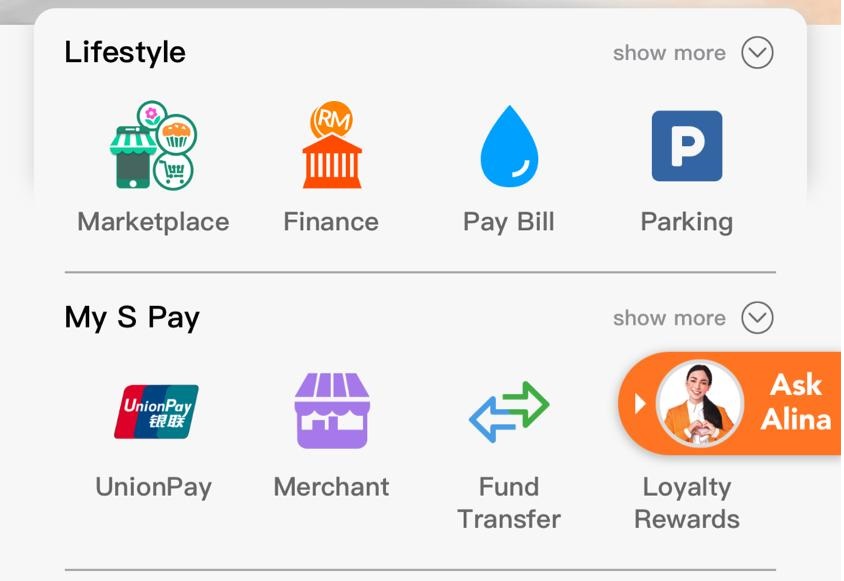 Lifestyle
show more
RM
P
Marketplace
Finance
Pay Bill
Parking
My S Pay
show more
UnionPay
银联
Ask
Alina
UnionPay
Merchant
Fund
Transfer
Loyalty
Rewards